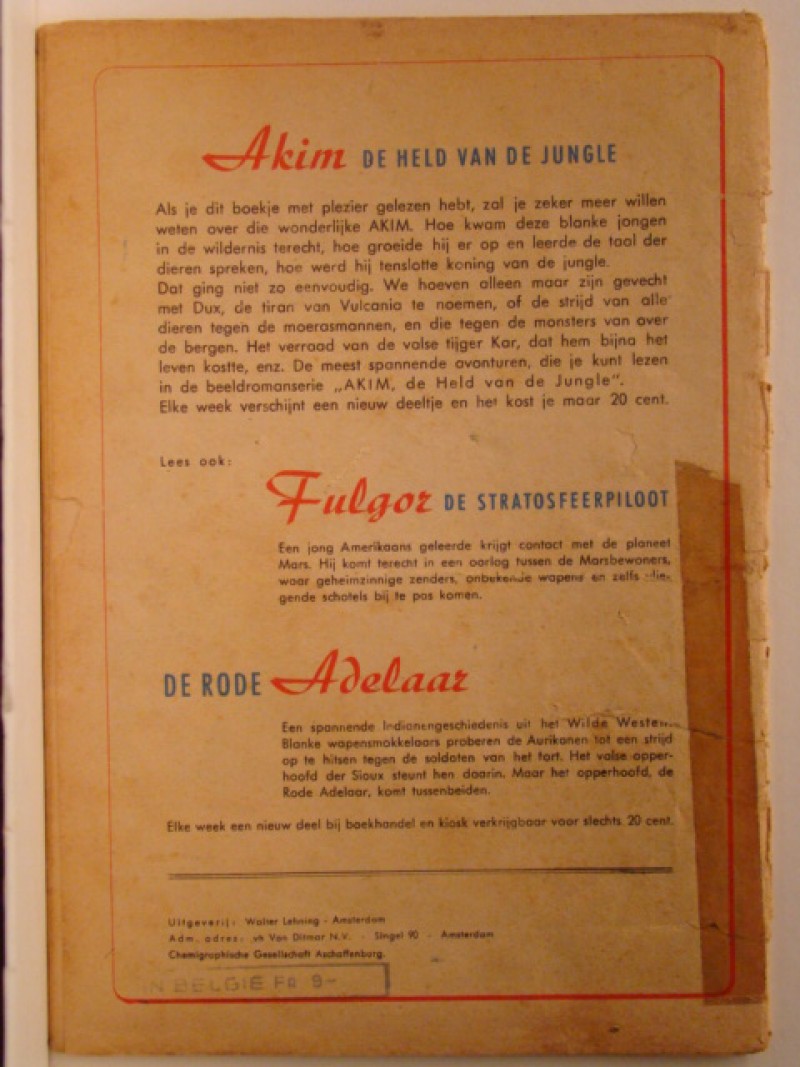 Akim DE HELD VAN DE JUNGLE
Als je dit boekje met plezier gelezen hebt, zal je zeker meer willen
weten over die wonderlijke AKIM. Hoe kwam deze blanke jongen
in de wildernis terecht, hoe groeide hij er op en leerde de taal der
dieren spreken, hoe werd hij tenslotte koning van de jungle.
Dat ging niet zo eenvoudig. We hoeven alleen maar zijn gevecht
met Dux, de tiran van Vulcania te noemen, of de strijd van alle
dieren tegen de moerasmannen, en die tegen de monsters van over
de bergen. Het verraad van de valse tijger Kar, dat hem bijna het
leven kostte, enz. De meest spannende avonturen, die je kunt lezen
in de beeldromanserie „AKIM, de Held van de Jungle”.
Elke week verschijnt een nieuw deeltje en het kost je maar 20 cent.
Lees ook:
Fulgor DE STRATOSFEERPILOOT
Een jong Amerikaans geleerde krijgt contact met de planeet
Mars. Hij komt terecht in een oorlog tussen de Marsbewoners,
waar geheimzinnige zenders, onbekende wapens en zelfs vlie-
gende schotels bij te pas komen.
DE RODE Adelaar
Een spannende Indianengeschiedenis uit het Wilde Westen.
Blanke wapensmokkelaars proberen de Aurikanen tot een strijd
op te hitsen tegen de soldaten van het fort. Het valse opper-
hoofd der Sioux steunt hen daarin. Maar het opperhoofd, de
Rode Adelaar, komt tussenbeiden.
Elke week een nieuw deel bij boekhandel en kiosk verkrijgbaar voor slechts 20 cent.
Uitgeverij: Walter Lehning - Amsterdam
Adm. adres: Van Ditmar N.V. - Singel 90 - Amsterdam
Chemigraphische Gesellschaft Aschaffenburg.
IN BELGIE FR 9-